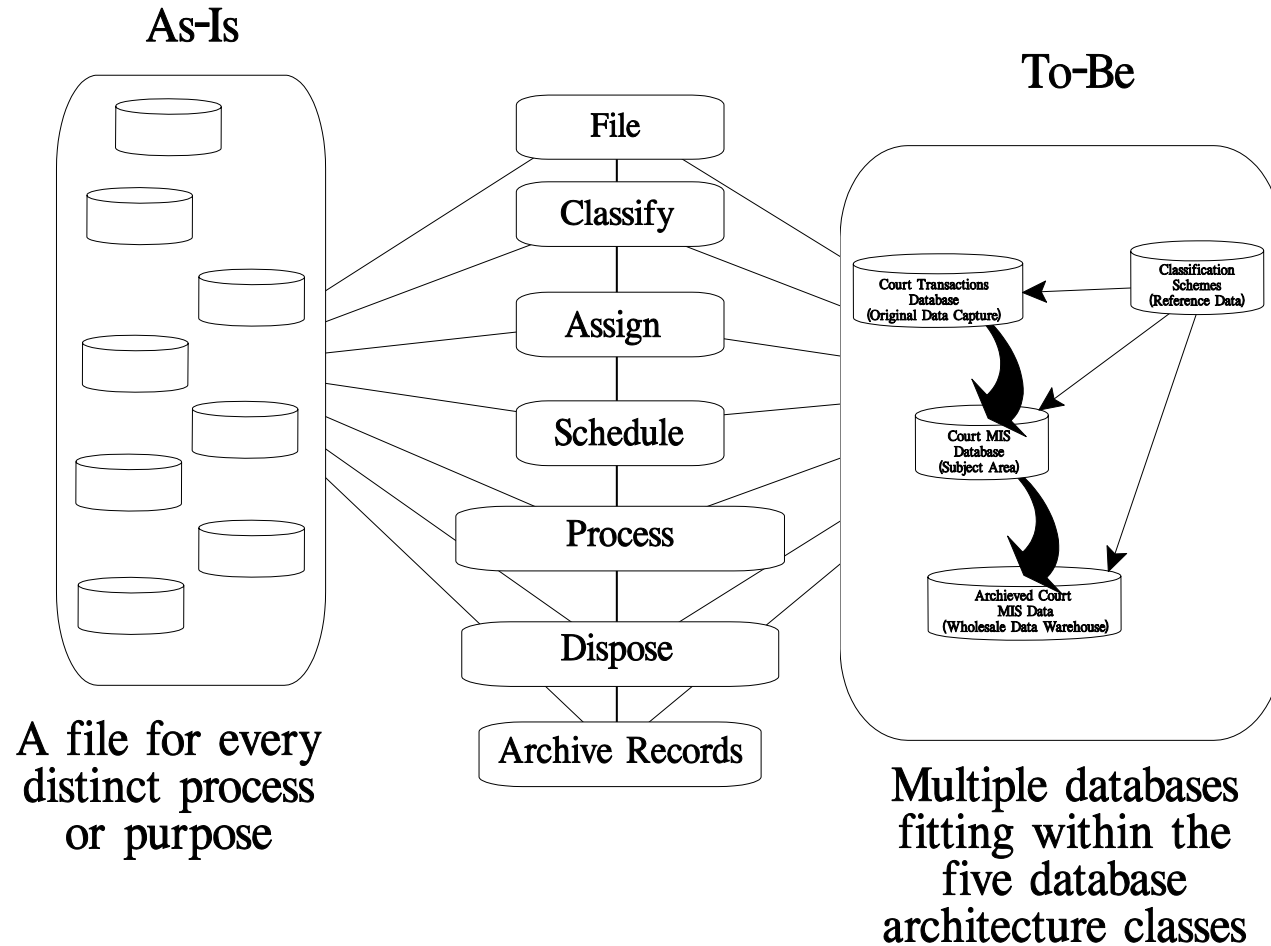 As-Is
To-Be
File
Classify
Assign
Schedule
Process
Dispose
Archive Records
Court Transactions
Database
(Original Data Capture)
Classification
Schemes
(Reference Data)
Court MIS
Database
(Subject Area)
Archieved Court
MIS Data
(Wholesale Data Warehouse)
A file for every
distinct process
or purpose
Multiple databases
fitting within the
five database
architecture classes